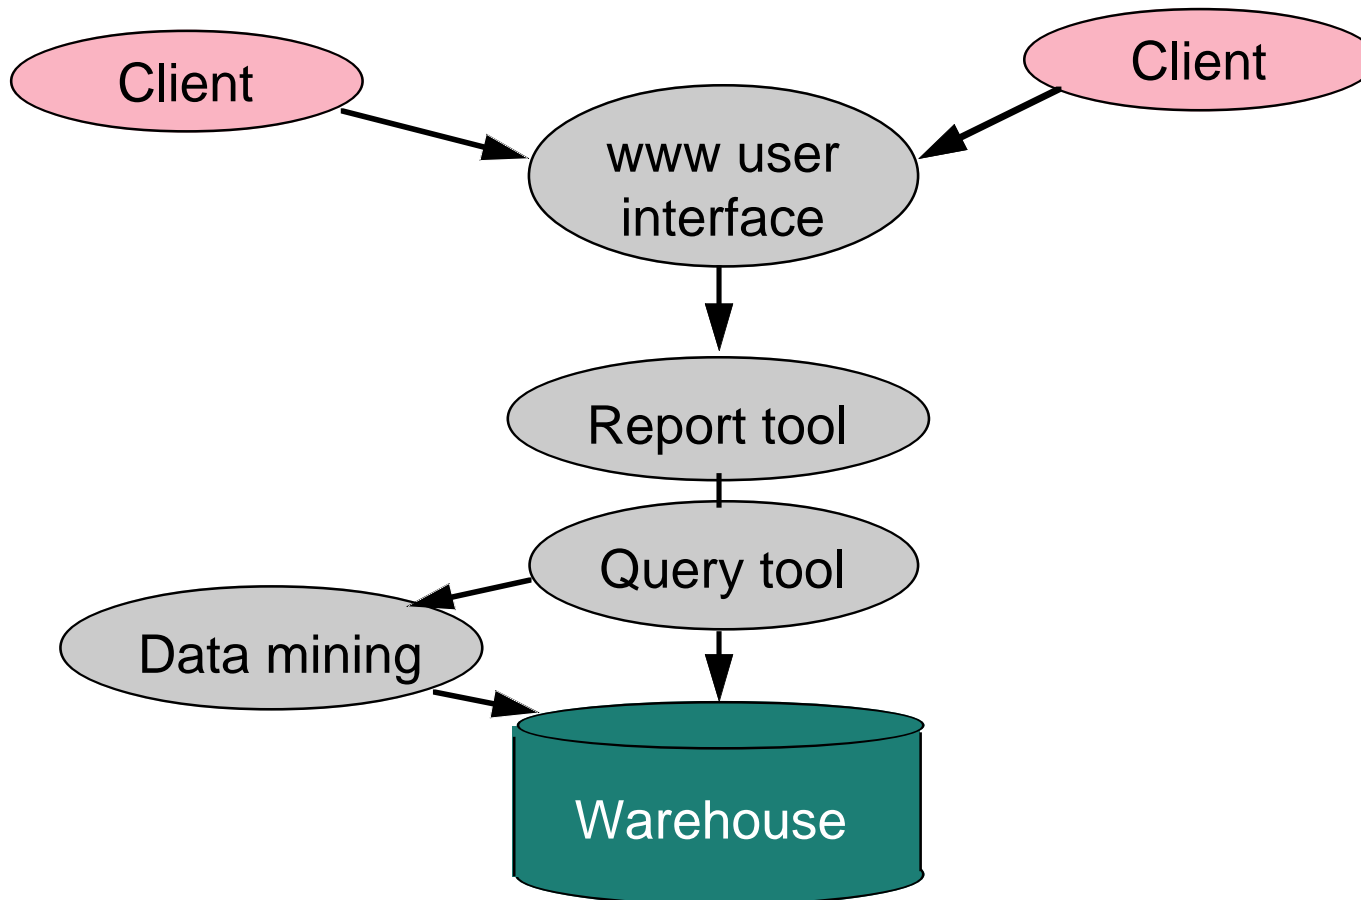 Client
Client
www user
interface
Report tool
Query tool
Data mining
Warehouse